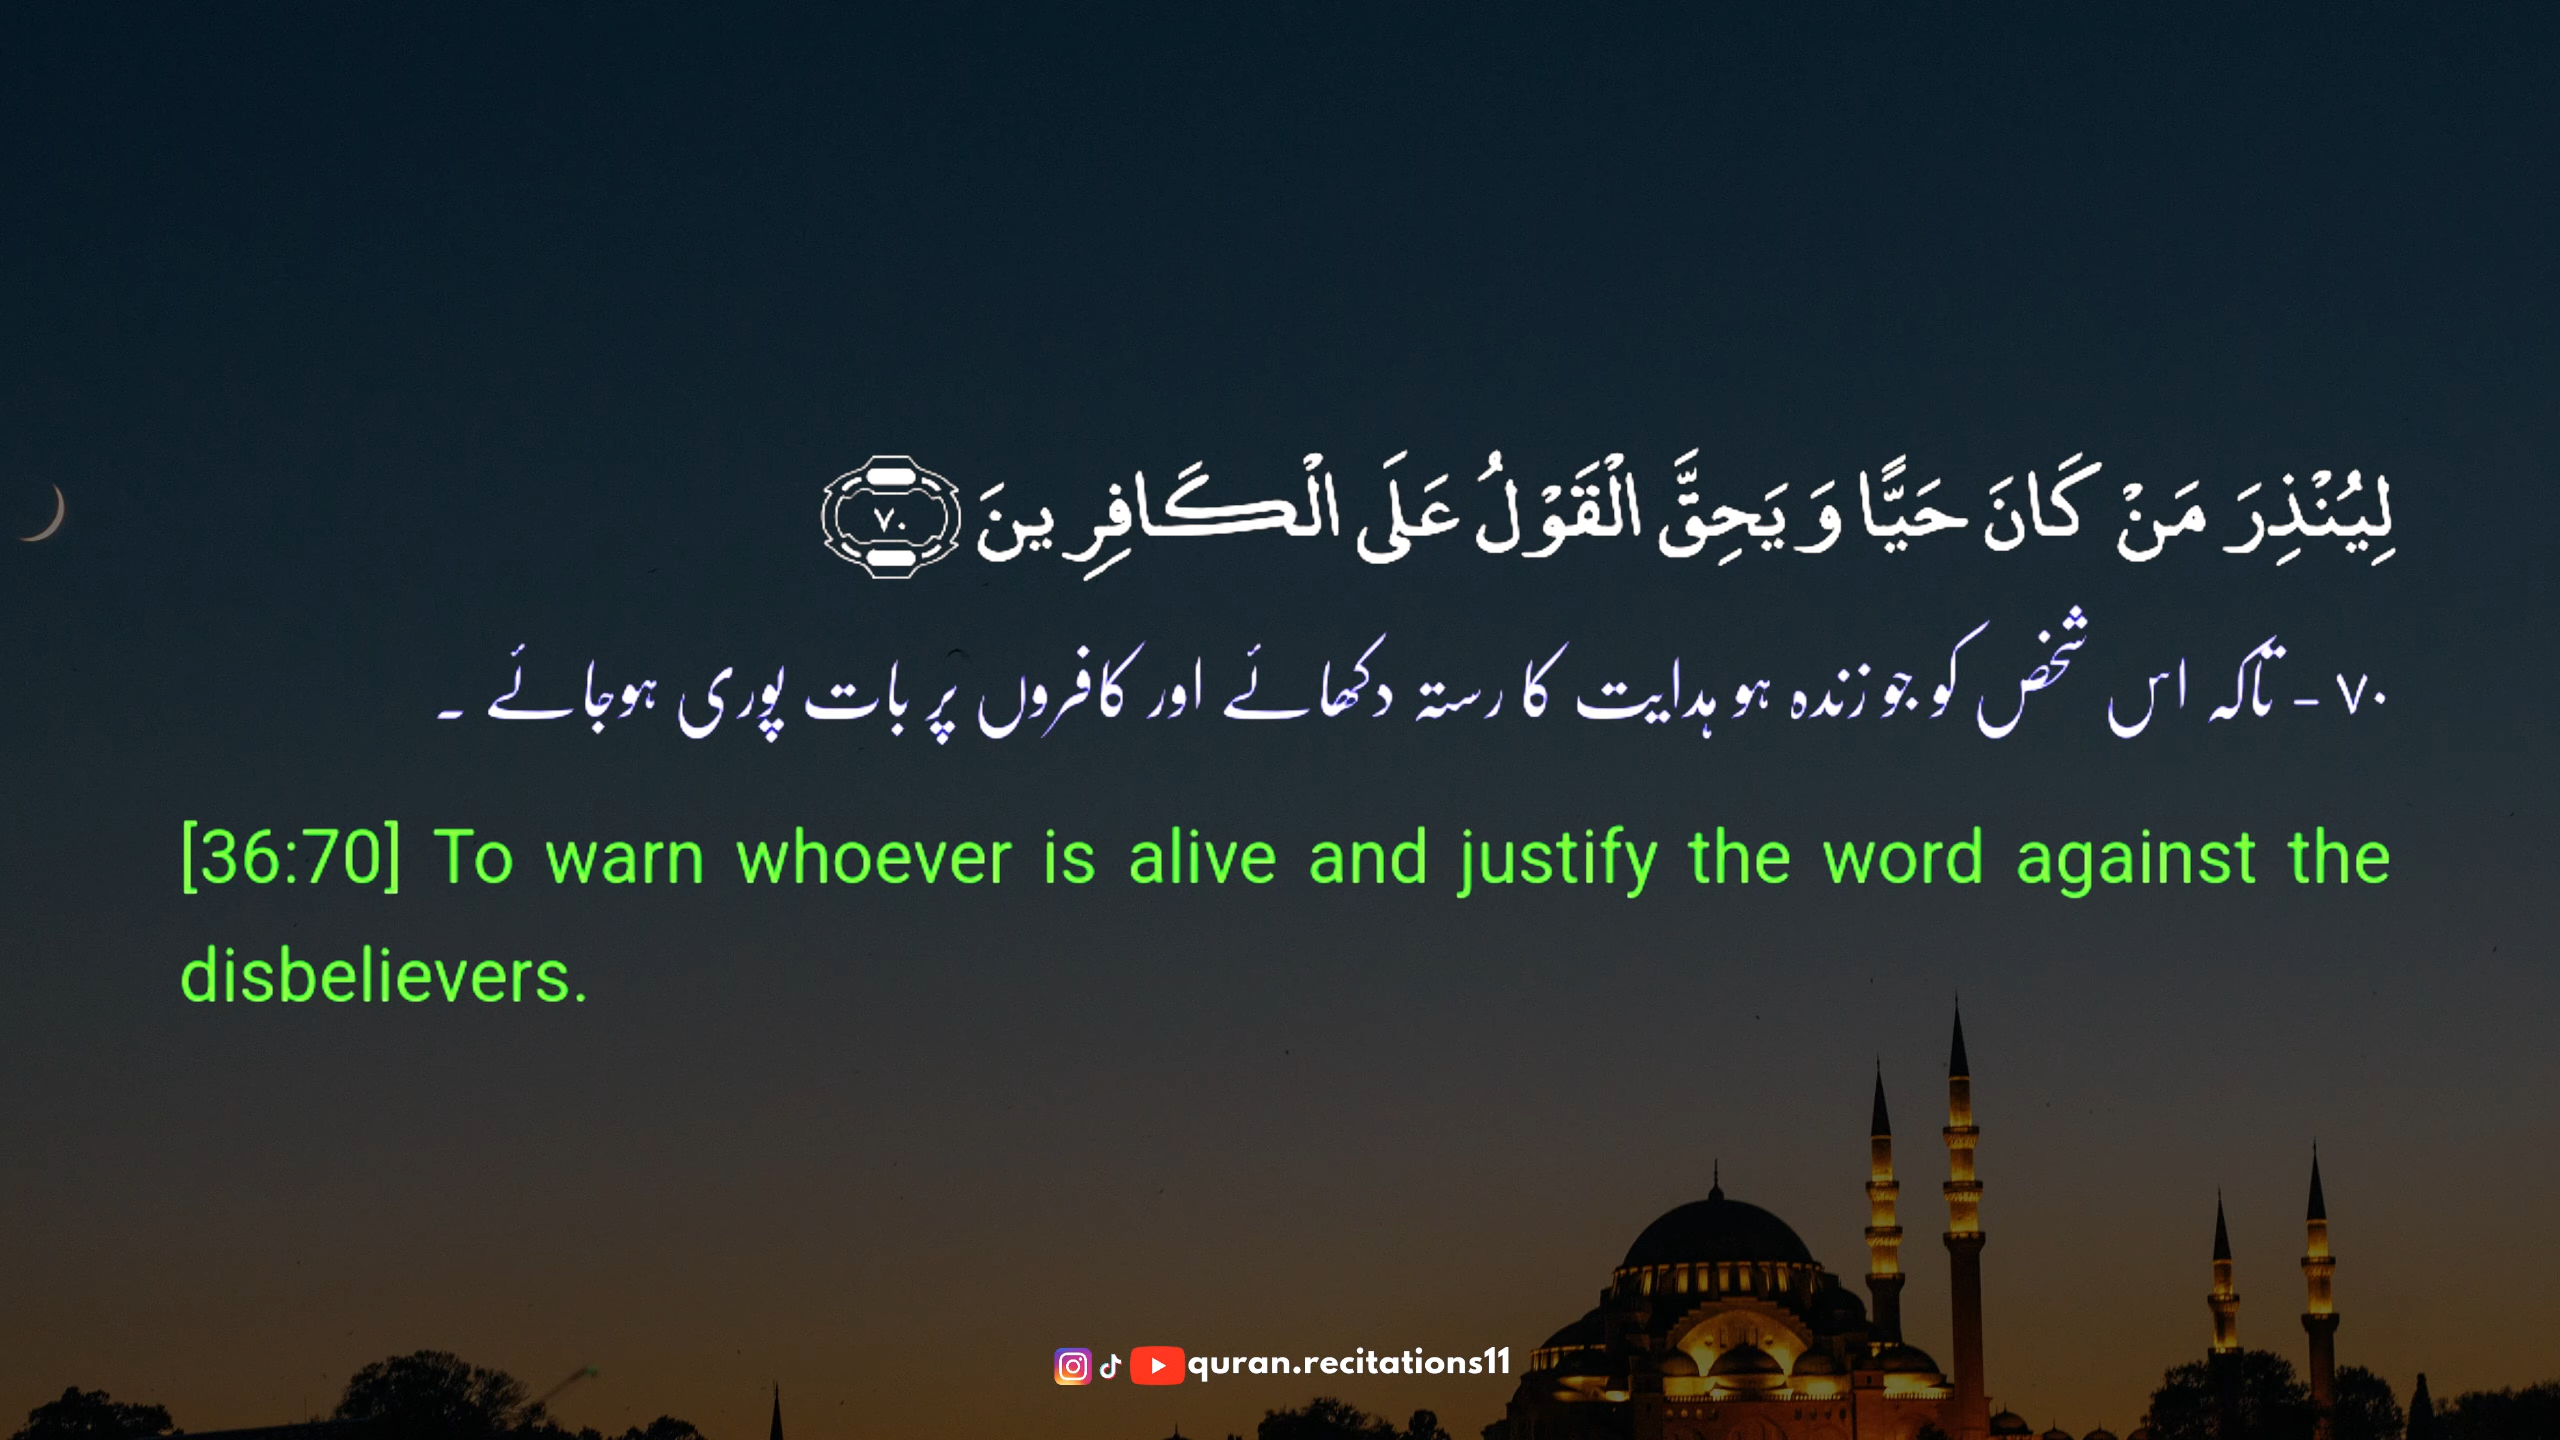 لِيُنْذِرَ مَنْ كَانَ حَيًّا وَ يَحِقَّ الْقَوْلُ عَلَى الْكَافِرِينَ ٧٠
٧٠ - تاکہ اس شخص کو جو زندہ ہو ہدایت کا رستہ دکھائے اور کافروں پر بات پوری ہوجائے ۔
[36:70] To warn whoever is alive and justify the word against the
disbelievers.
quran.recitations11